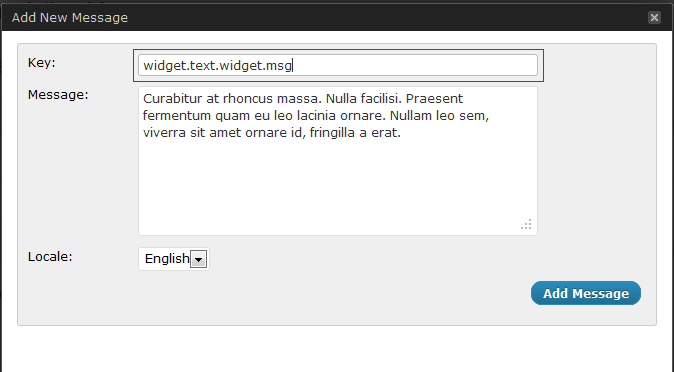 Add New Message
Key:
widget.text.widget.msg
Message:
Curabitur at rhoncus massa. Nulla facilisi. Praesent
fermentum quam eu leo lacinia ornare. Nullam leo sem,
viverra sit amet ornare id, fringilla a erat.
Locale:
English
Add Message